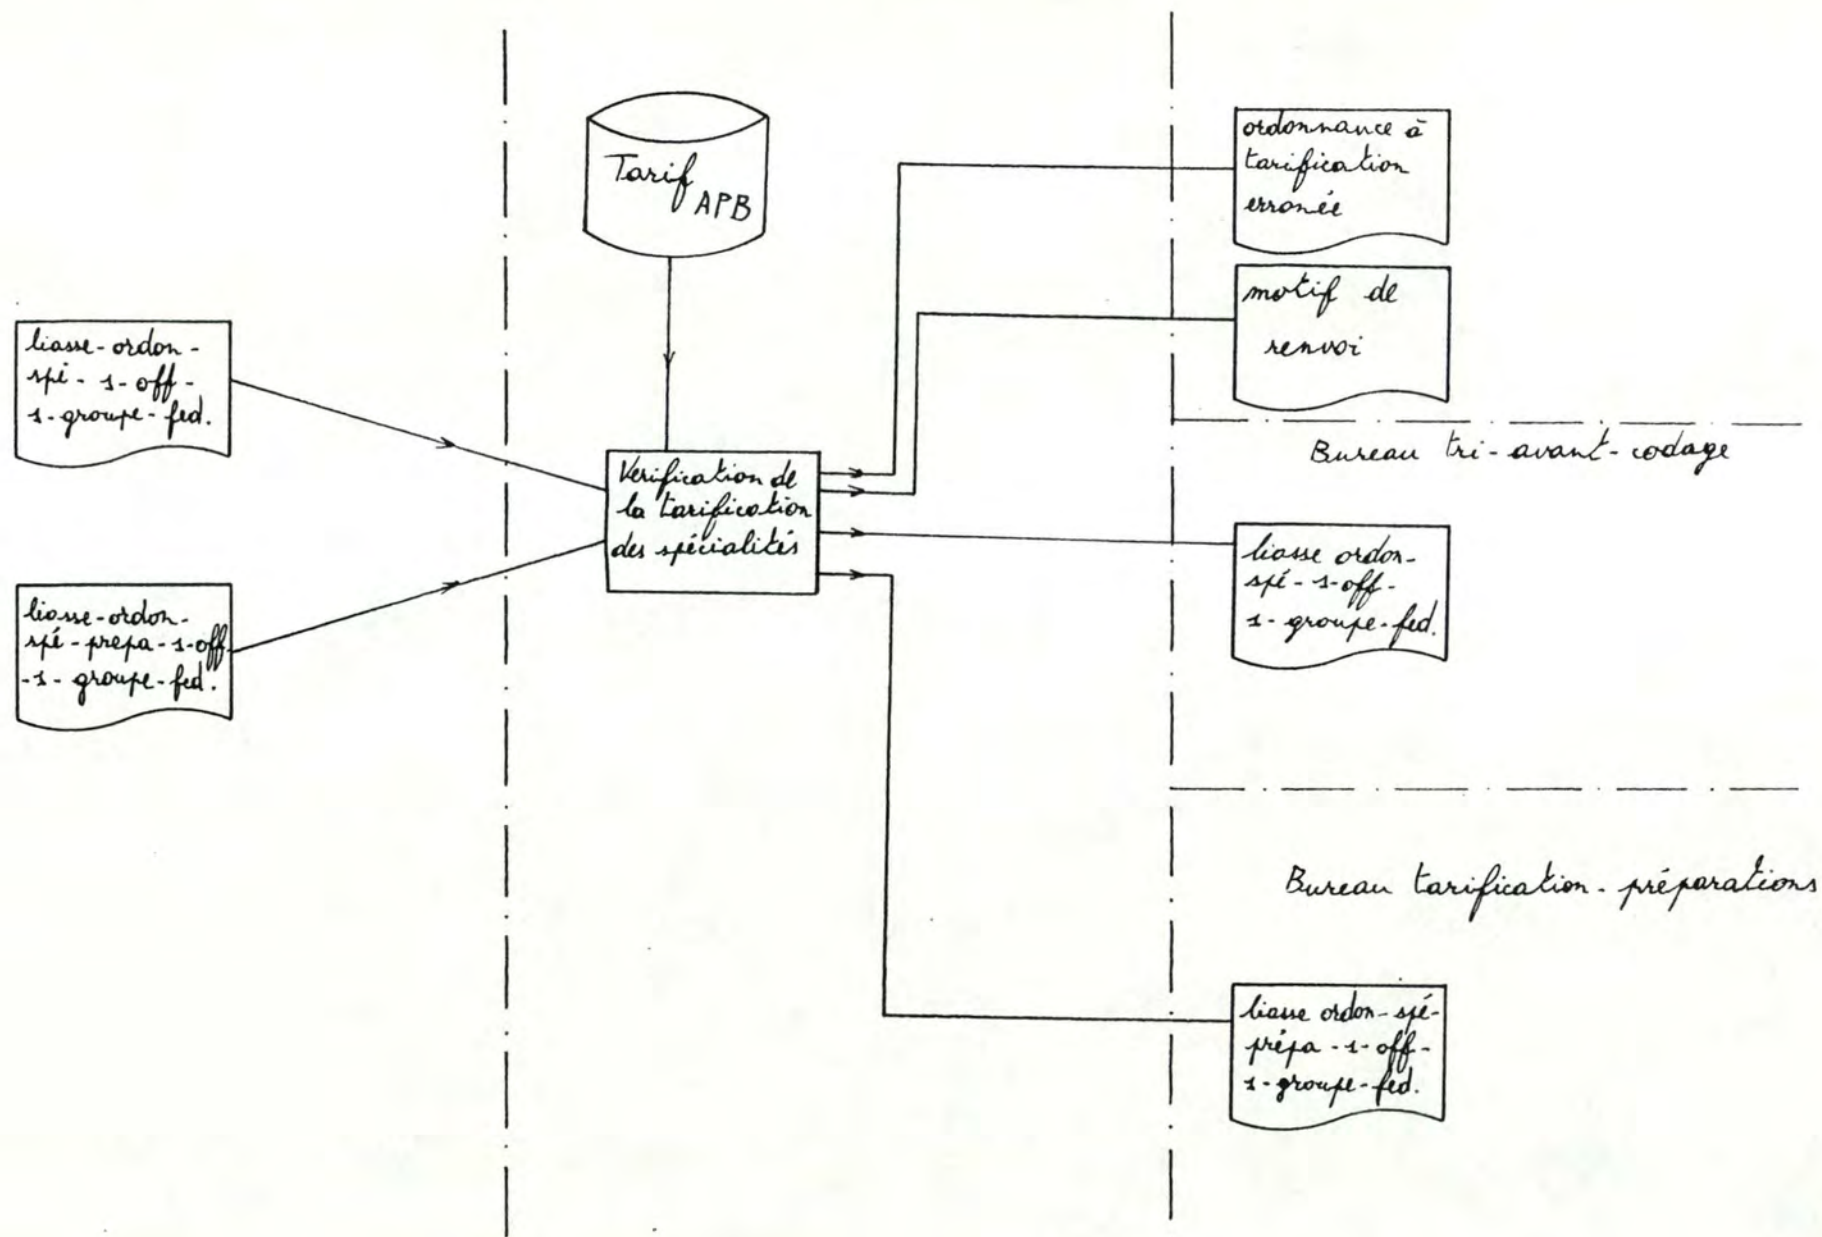 liasse-ordon-
spé-1-off-
1-groupe-fed.
liasse-ordon-
spé-prepa-1-off
-1-groupe-fed.
Tarif
APB
Vérification de
la tarification
des spécialités
ordonnance à
tarification
erronée
motif de
renvoi
Bureau tri-avant-codage
liasse ordon-
spé-1-off-
1-groupe-fed.
Bureau tarification-préparations
liasse ordon-spé-
prépa-1-off-
1-groupe-fed.